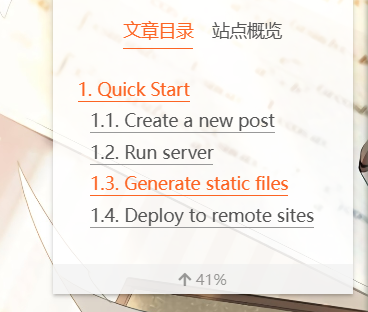 文章目录 站点概览
1. Quick Start
1.1. Create a new post
1.2. Run server
1.3. Generate static files
1.4. Deploy to remote sites
41%